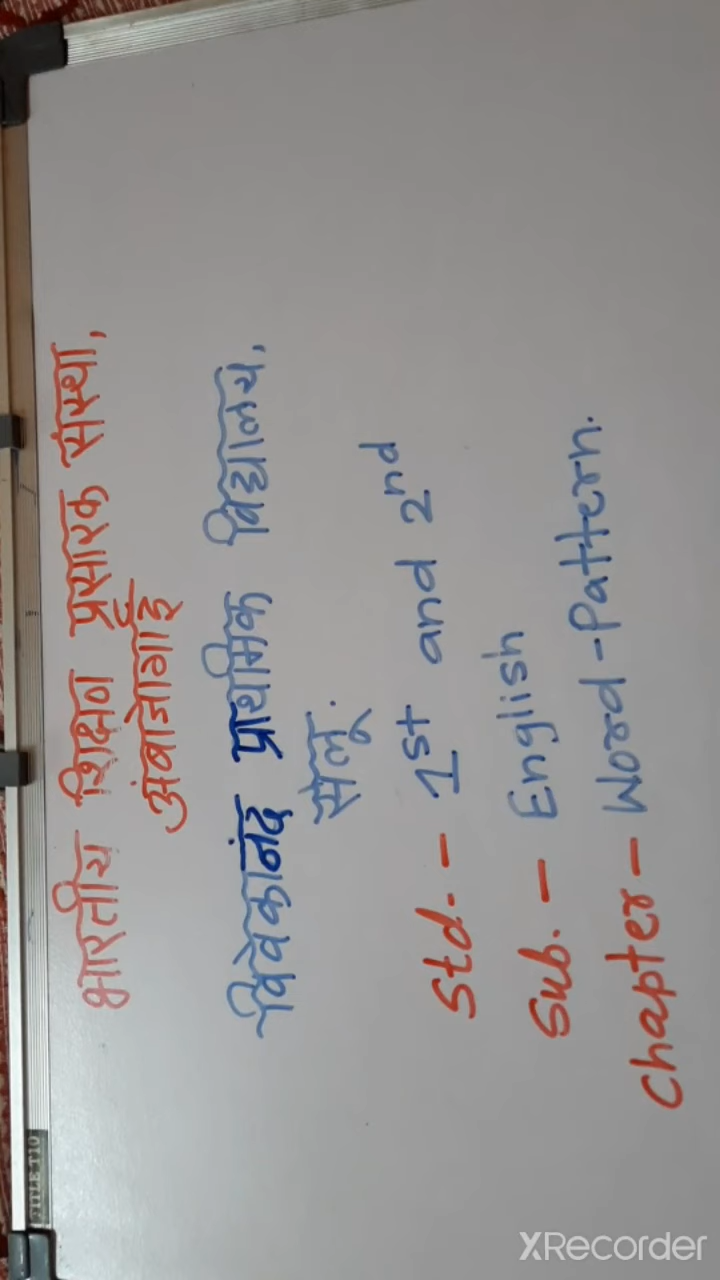 भारतीय शिक्षण प्रसारक संस्था,
अंबाजोगाई
विवेकानंद प्राथमिक विद्यालय,
सेलू.
Std. - 1st and 2nd
Sub. - English
Chapter - Word-Pattern.
XRecorder